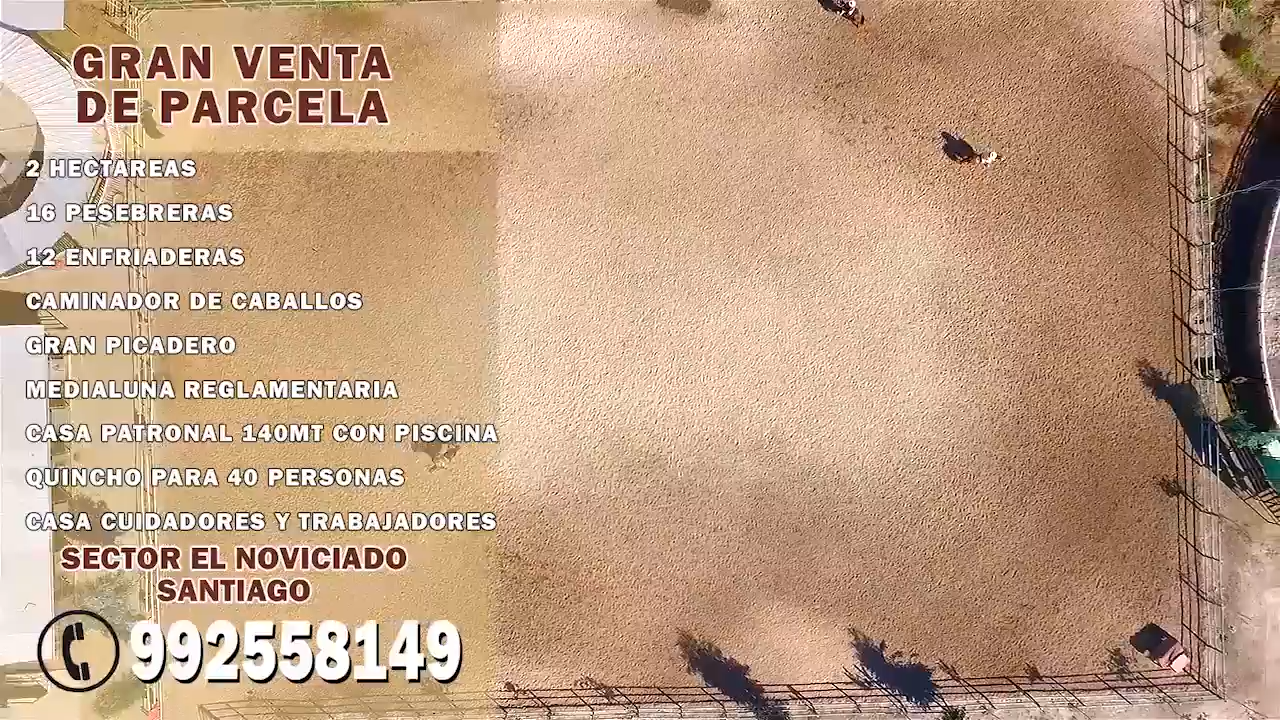 GRAN VENTA
DE PARCELA
2 HECTAREAS
16 PESEBRERAS
12 ENFRIADERAS
CAMINADOR DE CABALLOS
GRAN PICADERO
MEDIALUNA REGLAMENTARIA
CASA PATRONAL 140MT CON PISCINA
QUINCHO PARA 40 PERSONAS
CASA CUIDADORES Y TRABAJADORES
SECTOR EL NOVICIADO
SANTIAGO
992558149